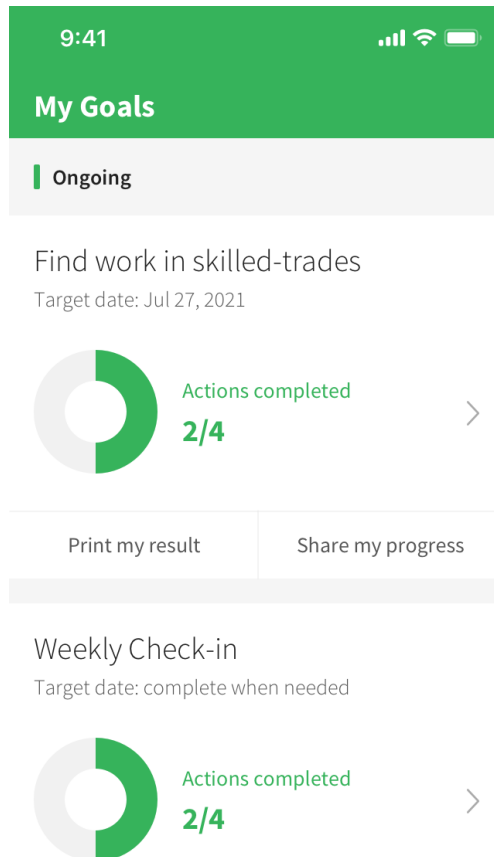 9:41
My Goals
Ongoing
Find work in skilled-trades
Target date: Jul 27, 2021
Actions completed
2/4
Print my result
Share my progress
Weekly Check-in
Target date: complete when needed
Actions completed
2/4